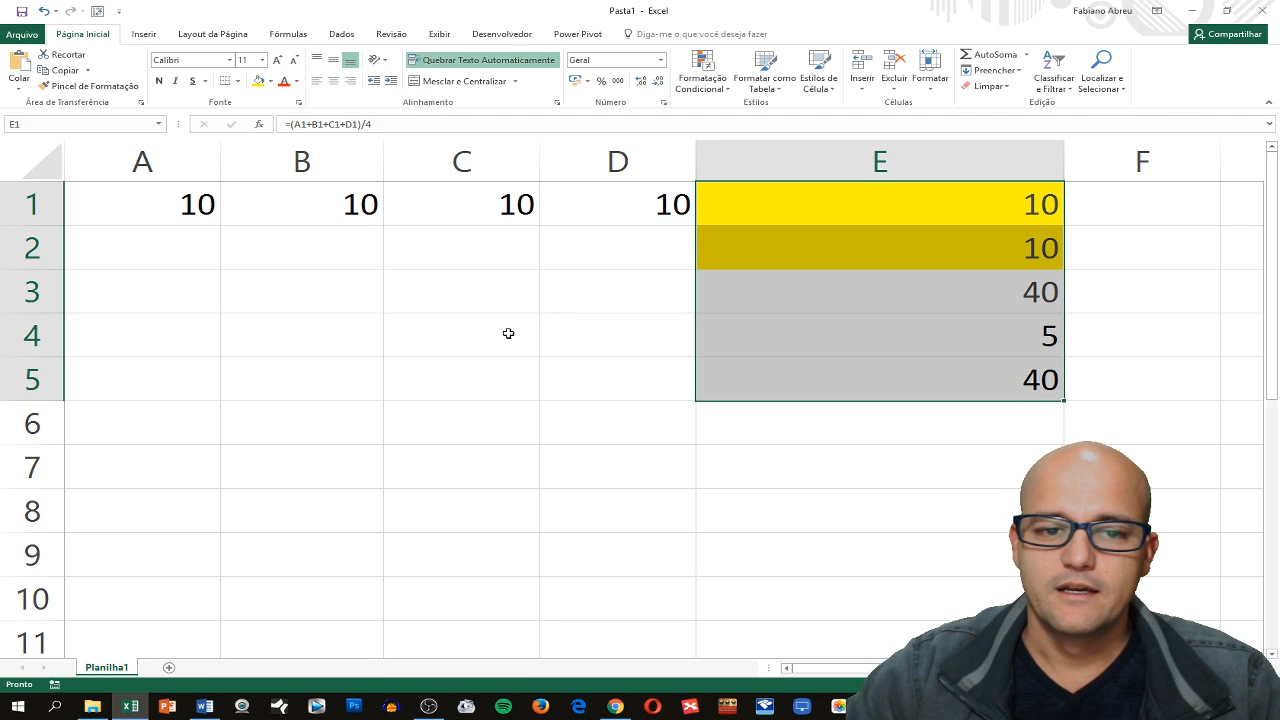 Pasta1 - Excel
Fabiano Abreu
Arquivo Página Inicial Inserir Layout da Página Fórmulas Dados Revisão Exibir Desenvolvedor Power Pivot Diga-me o que você deseja fazer Compartilhar
Colar
Recortar
Copiar
Pincel de Formatação
Área de Transferência
Calibri 11
N I S
Fonte
Quebrar Texto Automaticamente
Mesclar e Centralizar
Alinhamento
Geral
% 000
Número
Formatação Condicional
Formatar como Tabela
Estilos de Célula
Estilos
Inserir
Excluir
Formatar
Células
AutoSoma
Preencher
Limpar
Classificar e Filtrar
Localizar e Selecionar
Edição
E1 fx =(A1+B1+C1+D1)/4
A B C D E F
1 10 10 10 10 10
2 10
3 40
4 5
5 40
6
7
8
9
10
11
Planilha1
Pronto